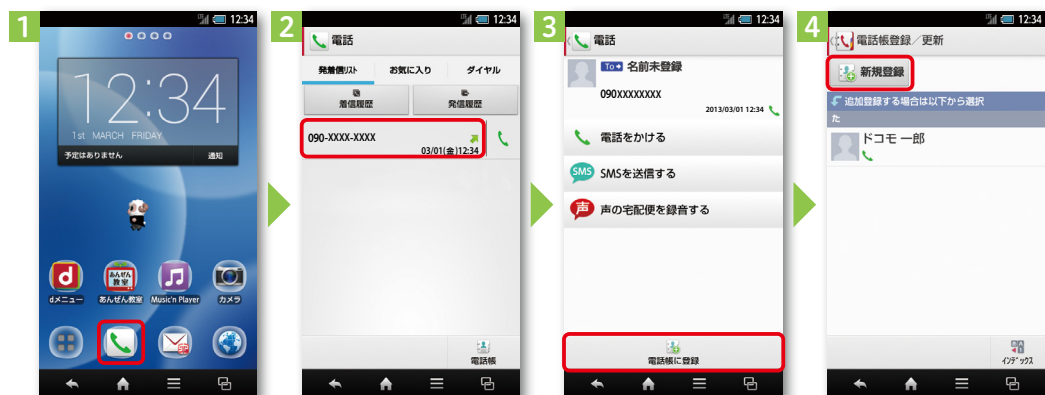 1
12:34
12:34
1st MARCH FRIDAY
予定はありません 通知
dメニュー
あんぜん教室
あんぜん教室
Music'n Player
カメラ
2
12:34
電話
発着信リスト お気に入り ダイヤル
着信履歴 発信履歴
090-XXXX-XXXX
03/01(金)12:34
電話帳
3
12:34
電話
To 名前未登録
090XXXXXXXX
2013/03/01 12:34
電話をかける
SMS SMSを送信する
声 声の宅配便を録音する
電話帳に登録
4
12:34
電話帳登録/更新
新規登録
追加登録する場合は以下から選択
た
ドコモ 一郎
インデックス